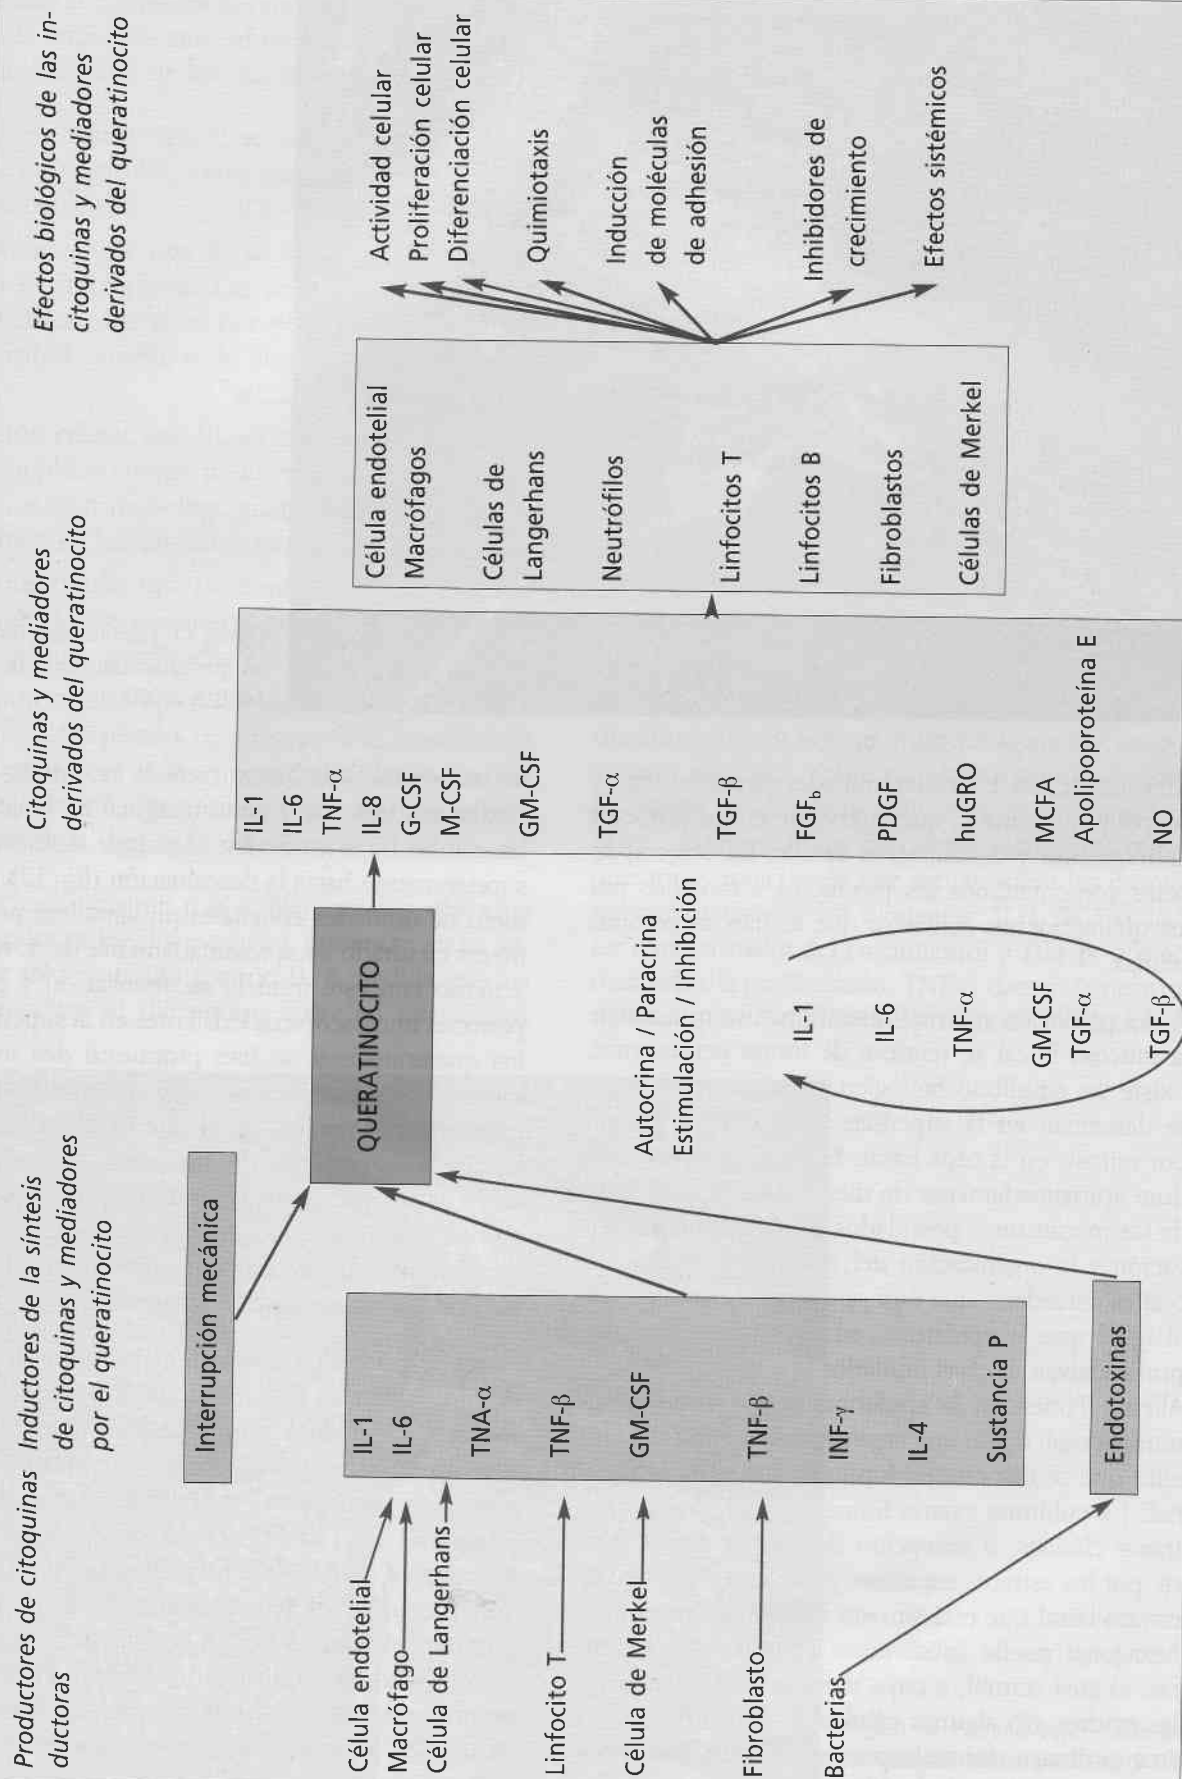 Productores de citoquinas
ductoras
Inductores de la síntesis
de citoquinas y mediadores
por el queratinocito
Citoquinas y mediadores
derivados del queratinocito
Efectos biológicos de las in-
citoquinas y mediadores
derivados del queratinocito
Célula endotelial
Macrófago
Célula de Langerhans
Linfocito T
Célula de Merkel
Fibroblasto
Bacterias
Interrupción mecánica
IL-1
IL-6
TNA-α
TNF-β
GM-CSF
TNF-β
INF-γ
IL-4
Sustancia P
Endotoxinas
QUERATINOCITO
Autocrina / Paracrina
Estimulación / Inhibición
IL-1
IL-6
TNF-α
GM-CSF
TGF-α
TGF-β
IL-1
IL-6
TNF-α
IL-8
G-CSF
M-CSF
GM-CSF
TGF-α
TGF-β
FGFb
PDGF
huGRO
MCFA
Apolipoproteína E
NO
Célula endotelial
Macrófagos
Células de
Langerhans
Neutrófilos
Linfocitos T
Linfocitos B
Fibroblastos
Células de Merkel
Actividad celular
Proliferación celular
Diferenciación celular
Quimiotaxis
Inducción
de moléculas
de adhesión
Inhibidores de
crecimiento
Efectos sistémicos